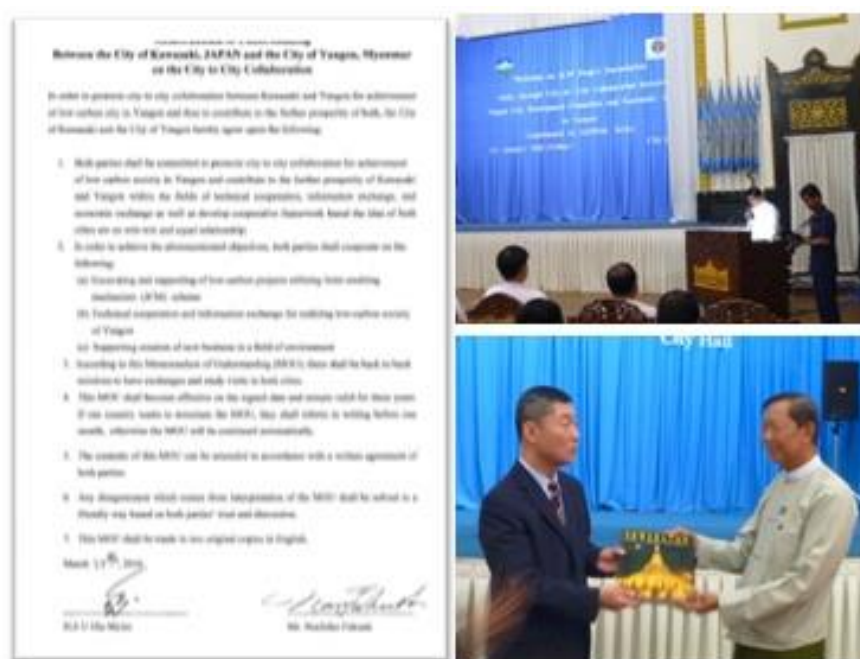 Between the City of Kawasaki, JAPAN and the City of Yangon, Myanmar
on the City to City Collaboration
In order to promote city to city collaboration between Kawasaki and Yangon for achievement
of low carbon city in Yangon and thus to contribute to the further prosperity of both, the City
of Kawasaki and the City of Yangon hereby agree upon the following:
1. Both parties shall be committed to promote city to city collaboration for achievement
of low carbon society in Yangon and contribute to the further prosperity of Kawasaki
and Yangon within the fields of technical cooperation, information exchange, and
economic exchange as well as develop cooperative framework based the idea of both
cities are on win-win and equal relationship.
2. In order to achieve the aforementioned objectives, both parties shall cooperate on the
following:
(a) and supporting of low-carbon projects utilizing Joint crediting
mechanism (JCM) scheme
(b) Technical cooperation and information exchange for realizing low-carbon society
of Yangon
(c) Supporting creation of new business in a field of environment
3. According to this Memorandum of Understanding (MOU), there shall be back to back
missions to have exchanges and study visits to both cities.
4. This MOU shall become effective on the signed date and remain valid for three years.
If one country wants to terminate the MOU, they shall inform in writing before one
month, otherwise the MOU will be continued automatically.
5. The contents of this MOU can be amended in accordance with a written agreement of
both parties.
6. Any disagreement which comes from interpretation of the MOU shall be solved in a
friendly way based on both parties' trust and discussion.
7. This MOU shall be made in two original copies in English.
March 2016
H.E U Hla Myint
Mr. Norihiko Fukuda
City Hall